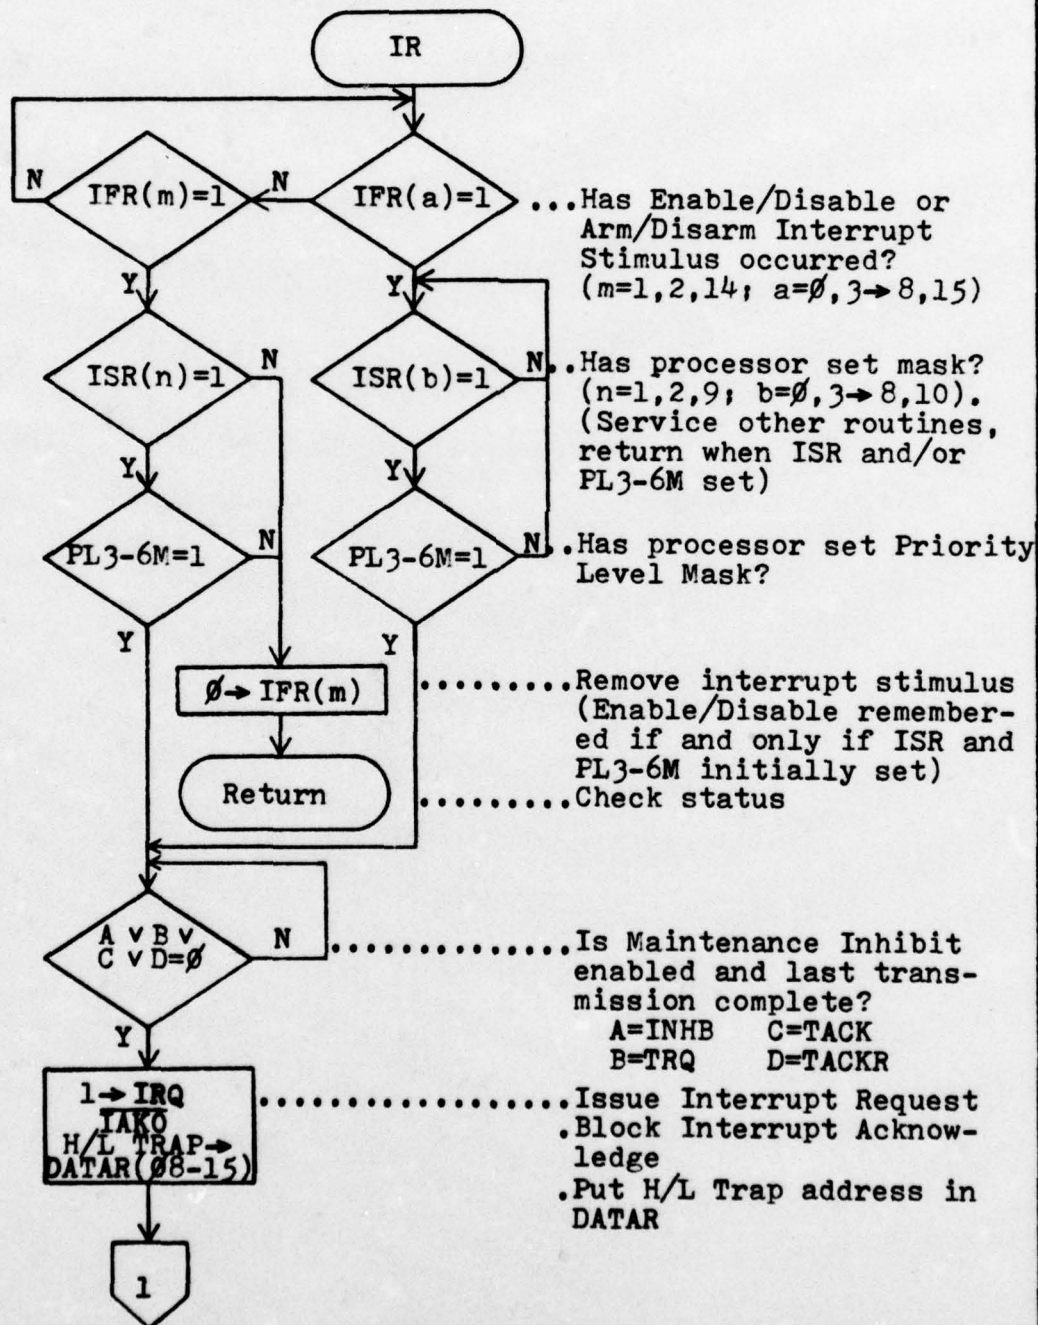 IR
N
IFR(m)=1
N
IFR(a)=1
...Has Enable/Disable or
Arm/Disarm Interrupt
Stimulus occurred?
(m=1,2,14; a=Ø,3→8,15)
Y
Y
ISR(n)=1
N
ISR(b)=1
N..Has processor set mask?
(n=1,2,9; b=Ø,3→8,10).
(Service other routines,
return when ISR and/or
PL3-6M set)
Y
Y
PL3-6M=1
N
PL3-6M=1
N..Has processor set Priority
Level Mask?
Y
Y
Ø→IFR(m)
.........Remove interrupt stimulus
(Enable/Disable remember-
ed if and only if ISR and
PL3-6M initially set)
Return
.........Check status
A v B v
C v D=Ø
N
..............Is Maintenance Inhibit
enabled and last trans-
mission complete?
A=INHB C=TACK
B=TRQ D=TACKR
Y
1→IRQ
IAKO
H/L TRAP→
DATAR(Ø8-15)
..................Issue Interrupt Request
.Block Interrupt Acknow-
ledge
.Put H/L Trap address in
DATAR
1